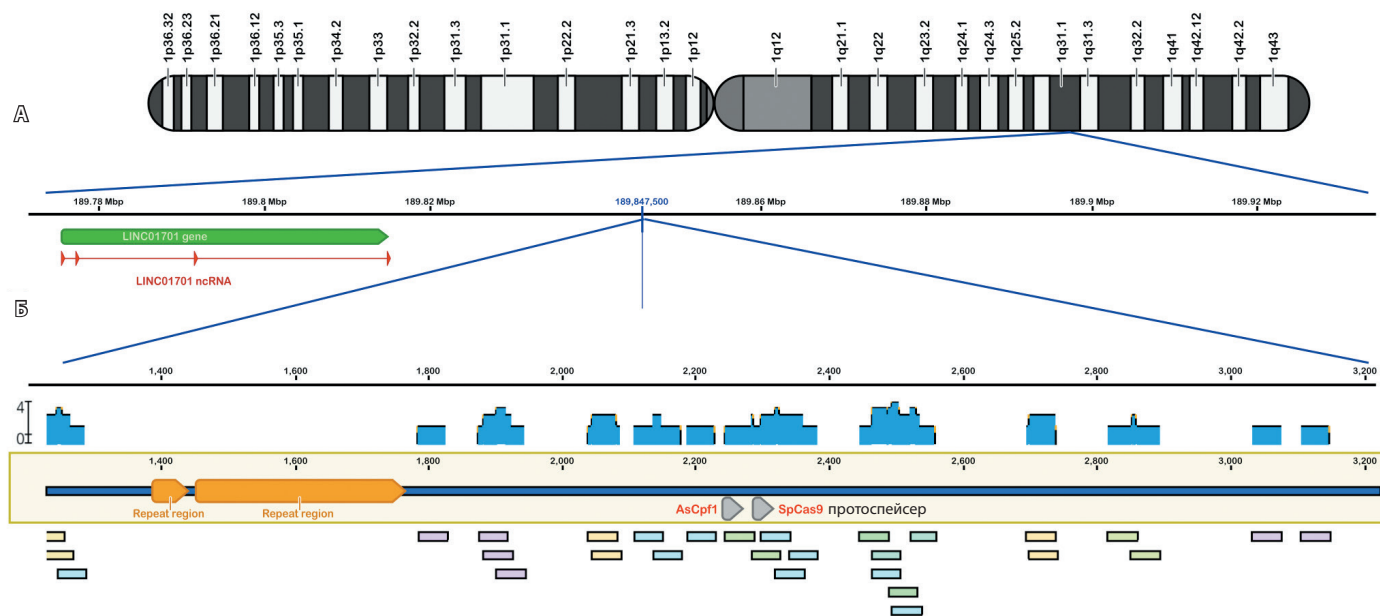 1p36.32 1p36.23 1p36.21 1p36.12 1p35.3 1p35.1 1p34.2 1p33 1p32.2 1p31.3 1p31.1 1p22.2 1p21.3 1p13.2 1p12 1q12 1q21.1 1q22 1q23.2 1q24.1 1q24.3 1q25.2 1q31.1 1q31.3 1q32.2 1q41 1q42.12 1q42.2 1q43
А
189.78 Mbp 189.8 Mbp 189.82 Mbp 189,847,500 189.86 Mbp 189.88 Mbp 189.9 Mbp 189.92 Mbp
LINC01701 gene
LINC01701 ncRNA
Б
1,400 1,600 1,800 2,000 2,200 2,400 2,600 2,800 3,000 3,200
4
0
1,400 1,600 1,800 2,000 2,200 2,400 2,600 2,800 3,000 3,200
Repeat region Repeat region AsCpf1 SpCas9 протоспейсер